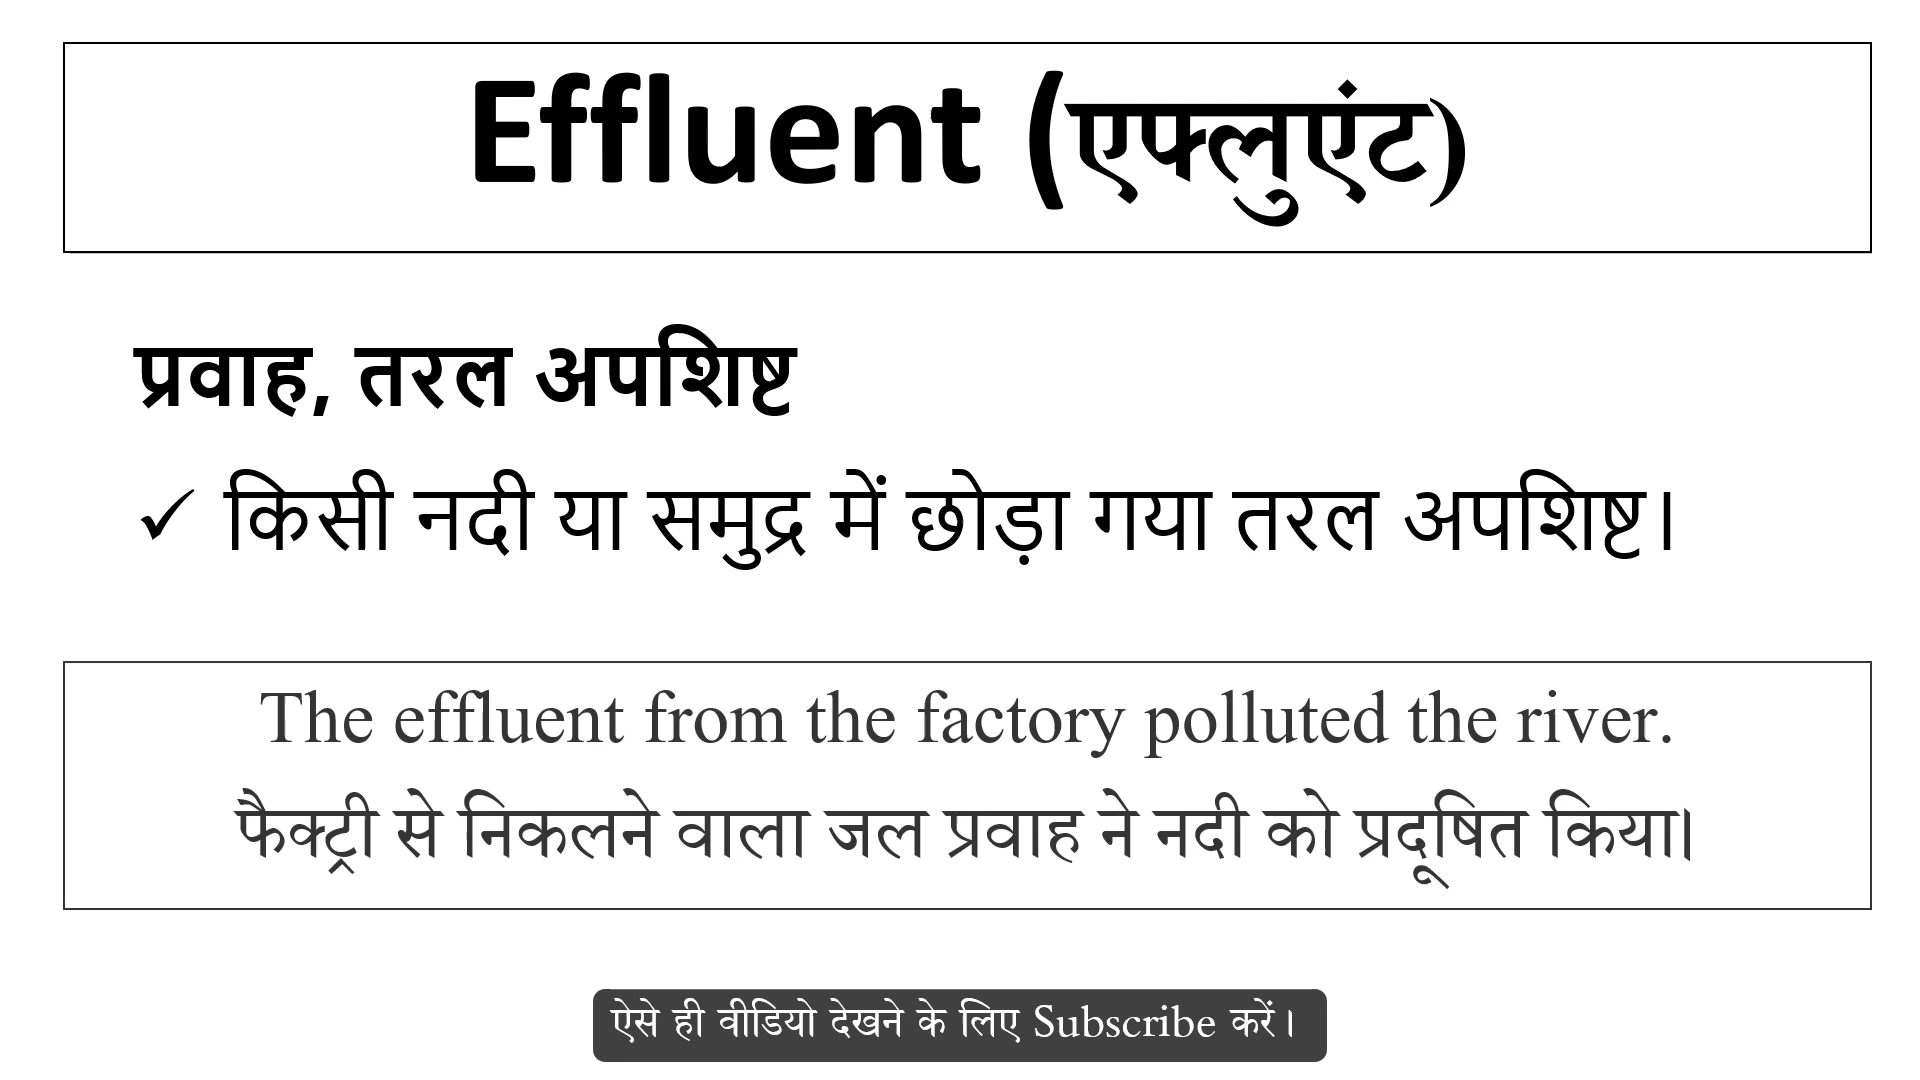 Effluent (एफ्लुएंट)
प्रवाह, तरल अपशिष्ट
✓ किसी नदी या समुद्र में छोड़ा गया तरल अपशिष्ट।
The effluent from the factory polluted the river.
फैक्ट्री से निकलने वाला जल प्रवाह ने नदी को प्रदूषित किया।
ऐसे ही वीडियो देखने के लिए Subscribe करें।